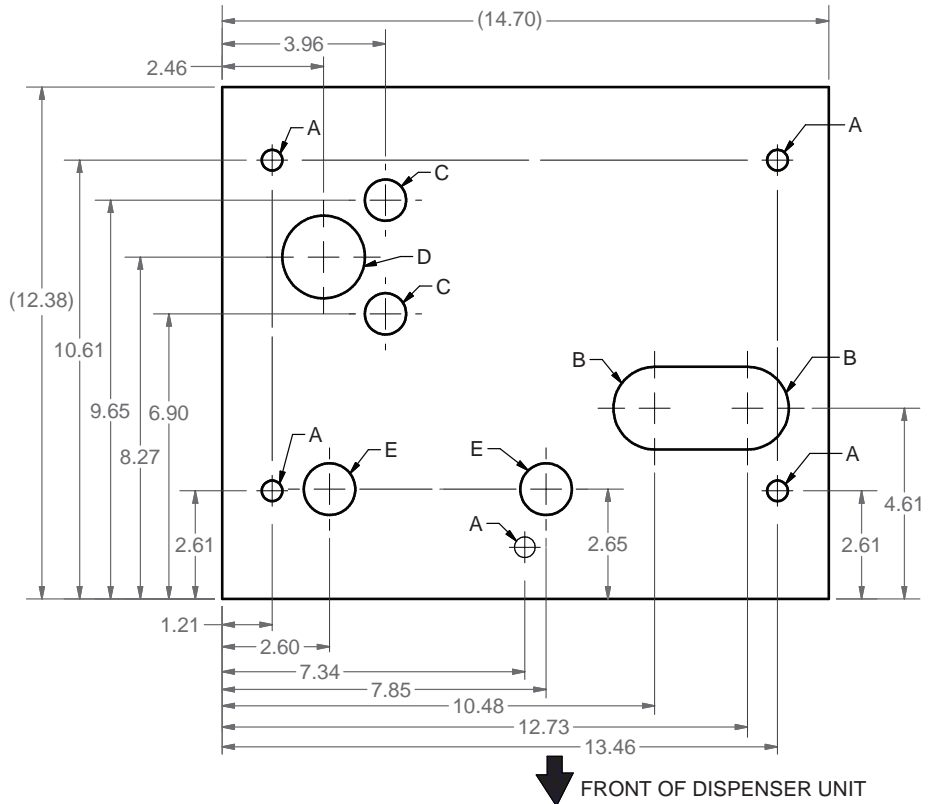 (14.70)
3.96
2.46
A
A
C
D
C
(12.38)
10.61
9.65
6.90
8.27
B
B
A
E
E
A
A
4.61
2.61
2.65
2.61
1.21
2.60
7.34
7.85
10.48
12.73
13.46
FRONT OF DISPENSER UNIT